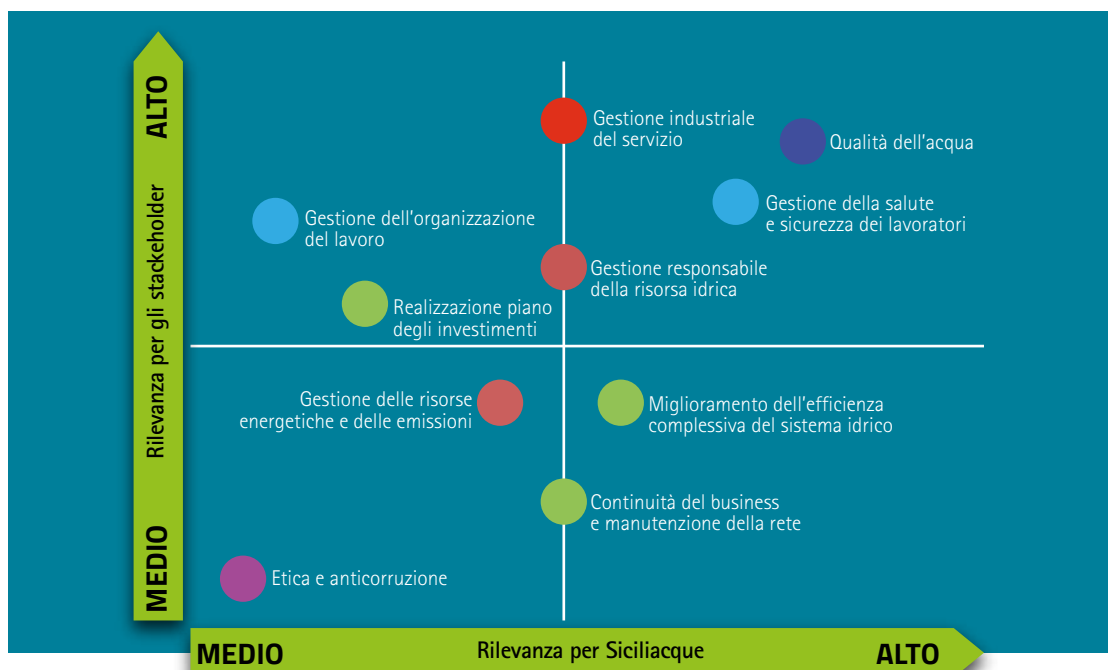 ALTO
Rilevanza per gli stackeholder
MEDIO
Gestione industriale
del servizio
Qualità dell'acqua
Gestione della salute
e sicurezza dei lavoratori
Gestione dell'organizzazione
del lavoro
Gestione responsabile
della risorsa idrica
Realizzazione piano
degli investimenti
Gestione delle risorse
energetiche e delle emissioni
Miglioramento dell'efficienza
complessiva del sistema idrico
Continuità del business
e manutenzione della rete
Etica e anticorruzione
MEDIO
Rilevanza per Siciliacque
ALTO